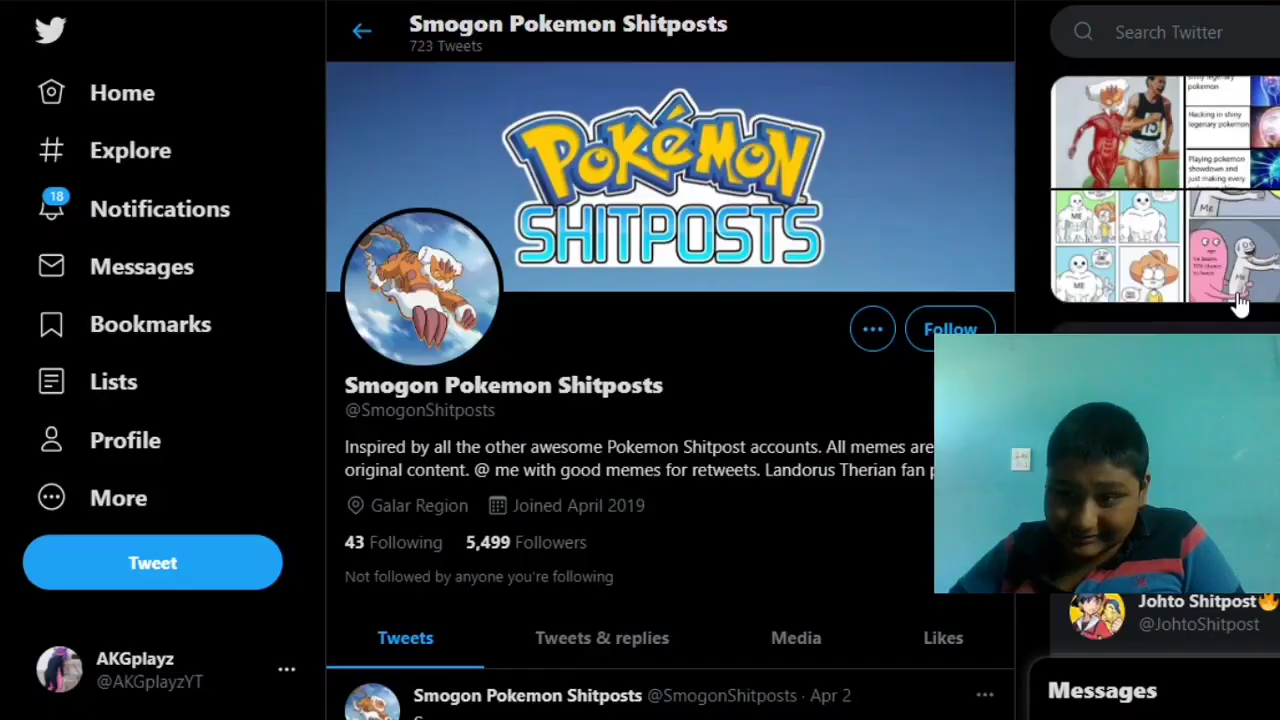 Home
Explore
18
Notifications
Messages
Bookmarks
Lists
Profile
More
Tweet
AKGplayz
@AKGplayzYT
Smogon Pokemon Shitposts
723 Tweets
POKéMON
SHITPOSTS
Follow
Smogon Pokemon Shitposts
@SmogonShitposts
Inspired by all the other awesome Pokemon Shitpost accounts. All memes are
original content. @ me with good memes for retweets. Landorus Therian fan
Galar Region
Joined April 2019
43 Following
5,499 Followers
Not followed by anyone you're following
Tweets
Tweets & replies
Media
Likes
Smogon Pokemon Shitposts @SmogonShitposts · Apr 2
Search Twitter
legendary
pokemon
Hacking in shiny
legendary pokemon
Playing pokemon
showdown and
just making every
ME
Me
ME
Me
Johto Shitpost
@JohtoShitpost
Messages